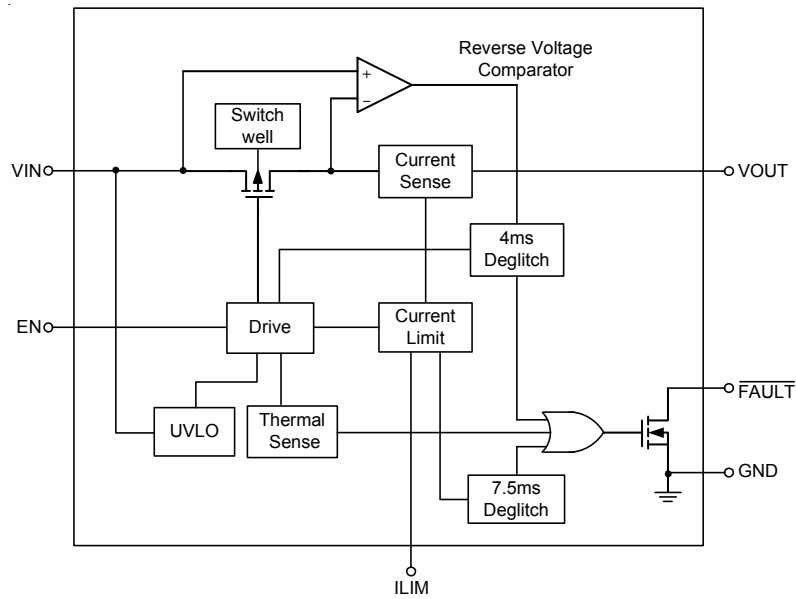 Reverse Voltage
Comparator
+
−
Switch
well
VIN
Current
Sense
VOUT
4ms
Deglitch
EN
Drive
Current
Limit
FAULT
UVLO
Thermal
Sense
GND
7.5ms
Deglitch
ILIM